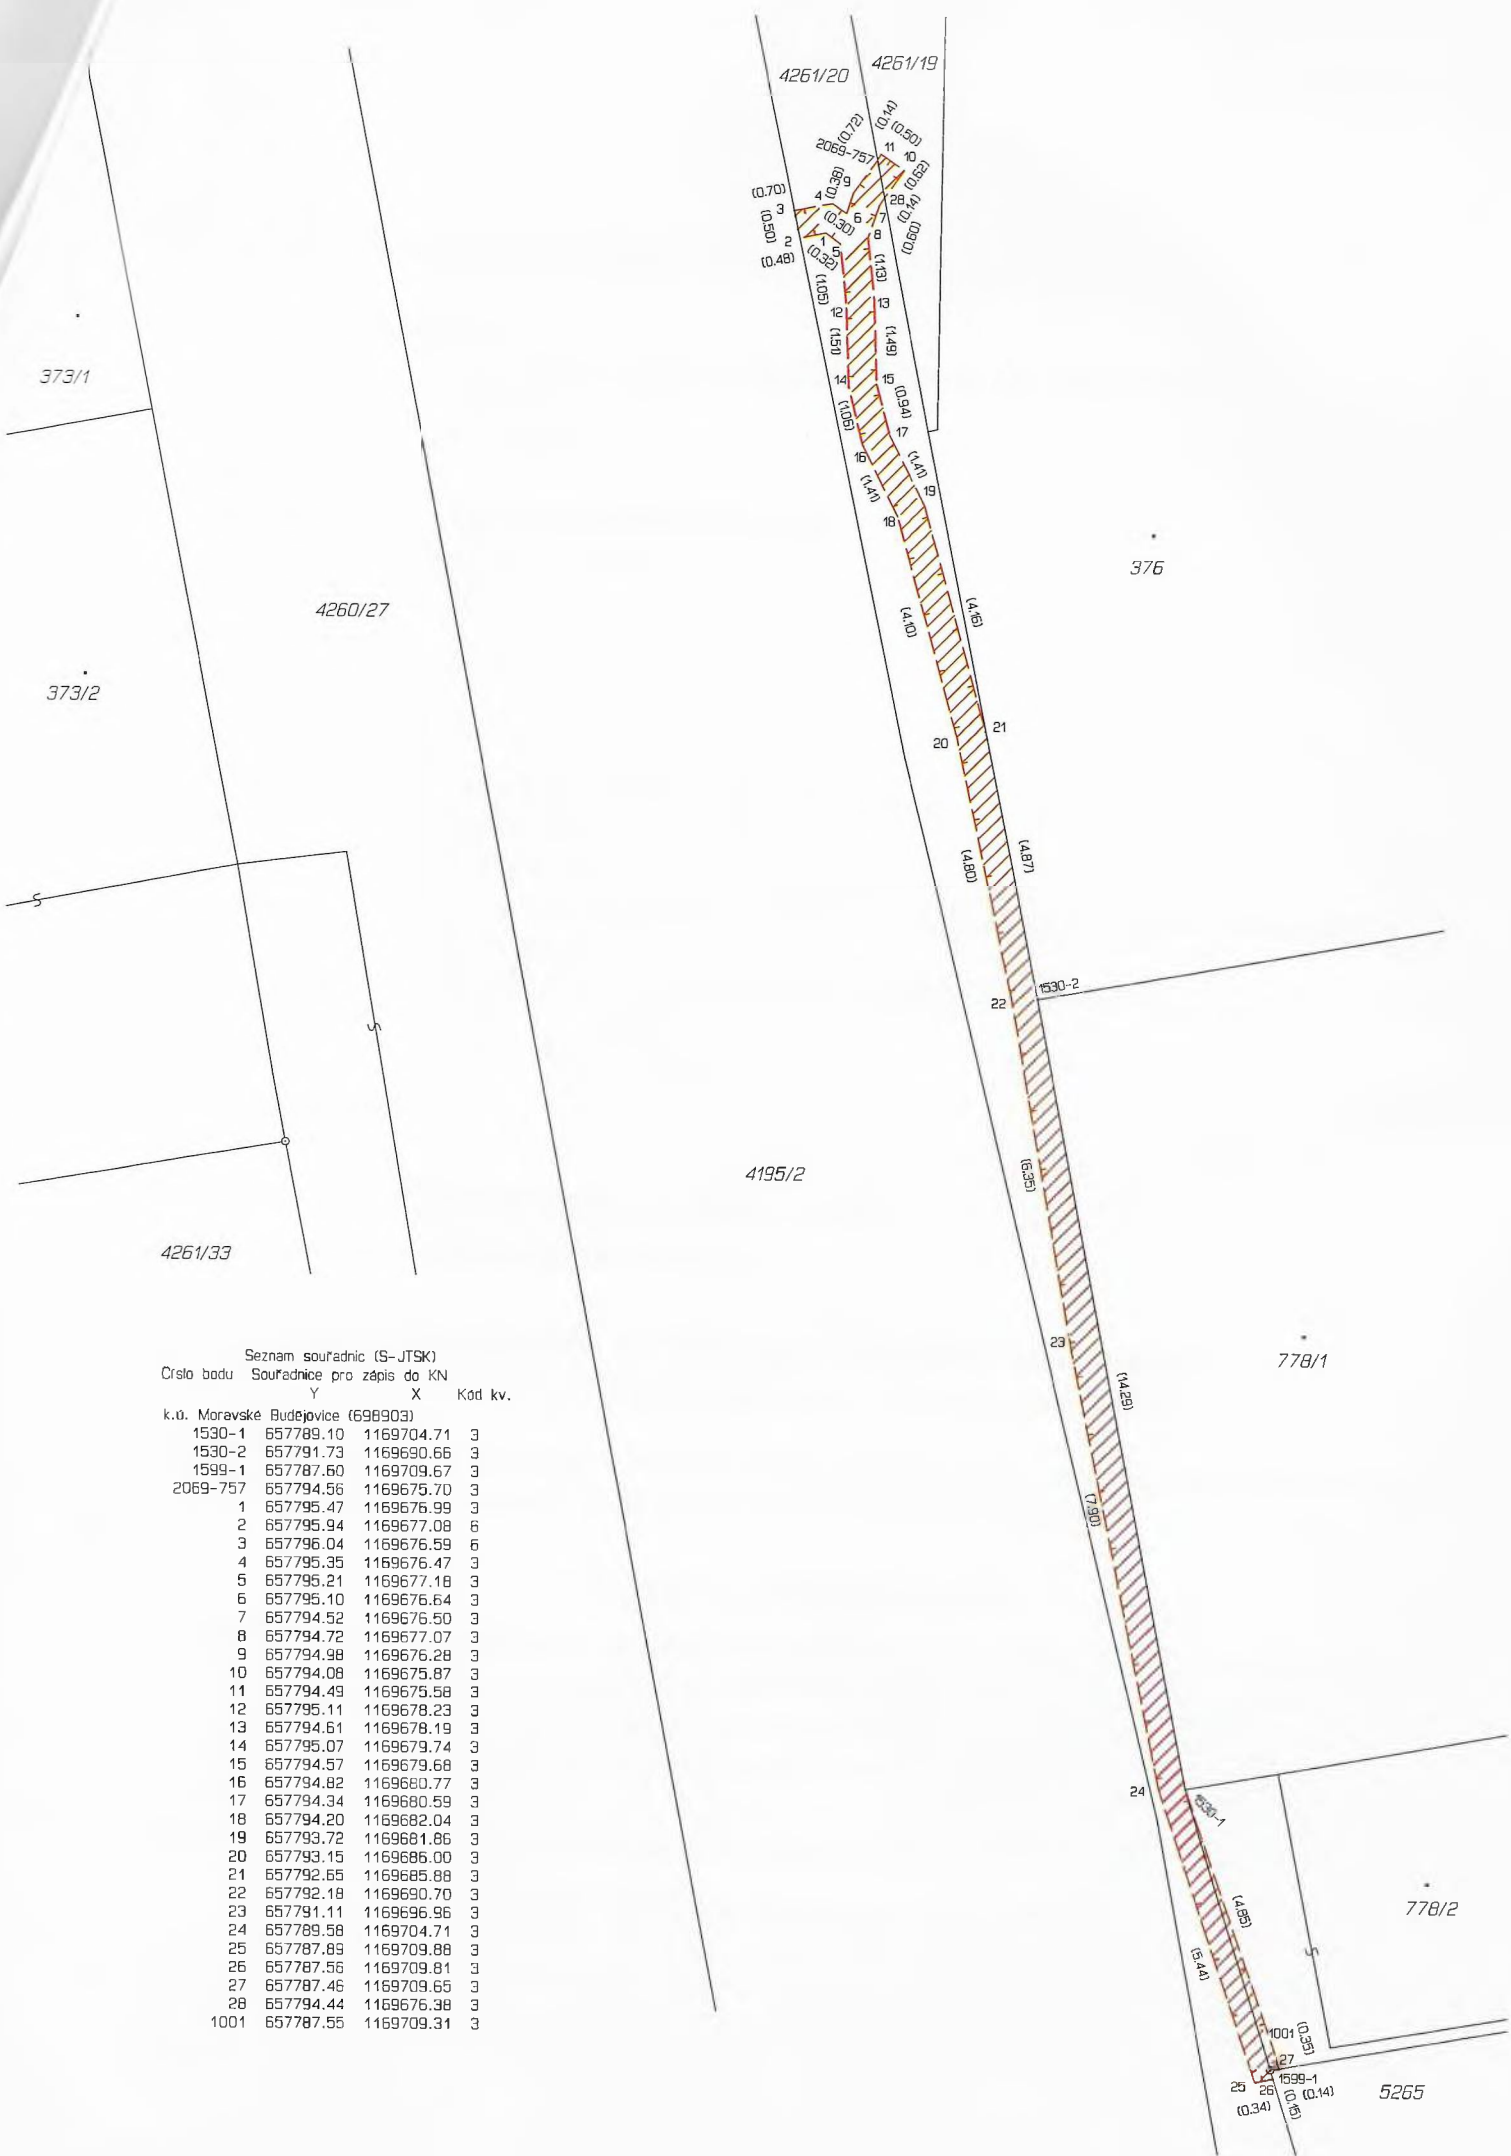 4261/20
4261/19
(0.72)
(0.14)
(0.50)
2069-757
11
10
(0.62)
(0.38)
9
(0.70)
4
3
28
(0.14)
(0.50)
(0.30)
6
7
(0.60)
2
1
5
8
(0.48)
(0.32)
(1.13)
(1.05)
12
13
(1.51)
(1.49)
14
15
(0.94)
(1.06)
17
16
(1.41)
(1.41)
19
18
373/1
376
4260/27
(4.16)
(4.10)
373/2
21
20
(4.87)
(4.80)
S
1530-2
22
S
4195/2
(6.35)
4261/33
23
778/1
(14.29)
(7.90)
Seznam souřadnic (S-JTSK)
Číslo bodu Souřadnice pro zápis do KN
Y X Kód kv.
k.ú. Moravské Budějovice (698903)
1530-1 657789.10 1169704.71 3
1530-2 657791.73 1169690.66 3
1599-1 657787.60 1169709.67 3
2069-757 657794.56 1169675.70 3
1 657795.47 1169676.99 3
2 657795.94 1169677.08 6
3 657796.04 1169676.59 6
4 657795.35 1169676.47 3
5 657795.21 1169677.18 3
6 657795.10 1169676.64 3
7 657794.52 1169676.50 3
8 657794.72 1169677.07 3
9 657794.98 1169676.28 3
10 657794.08 1169675.87 3
11 657794.49 1169675.58 3
12 657795.11 1169678.23 3
13 657794.61 1169678.19 3
14 657795.07 1169679.74 3
15 657794.57 1169679.68 3
16 657794.82 1169680.77 3
17 657794.34 1169680.59 3
18 657794.20 1169682.04 3
19 657793.72 1169681.86 3
20 657793.15 1169686.00 3
21 657792.65 1169685.88 3
22 657792.18 1169690.70 3
23 657791.11 1169696.96 3
24 657789.58 1169704.71 3
25 657787.89 1169709.88 3
26 657787.56 1169709.81 3
27 657787.46 1169709.65 3
28 657794.44 1169676.38 3
1001 657787.55 1169709.31 3
24
1530-1
778/2
(4.85)
(5.44)
S
1001
(0.35)
27
1599-1
25
26
(0.14)
(0.34)
(0.15)
5265